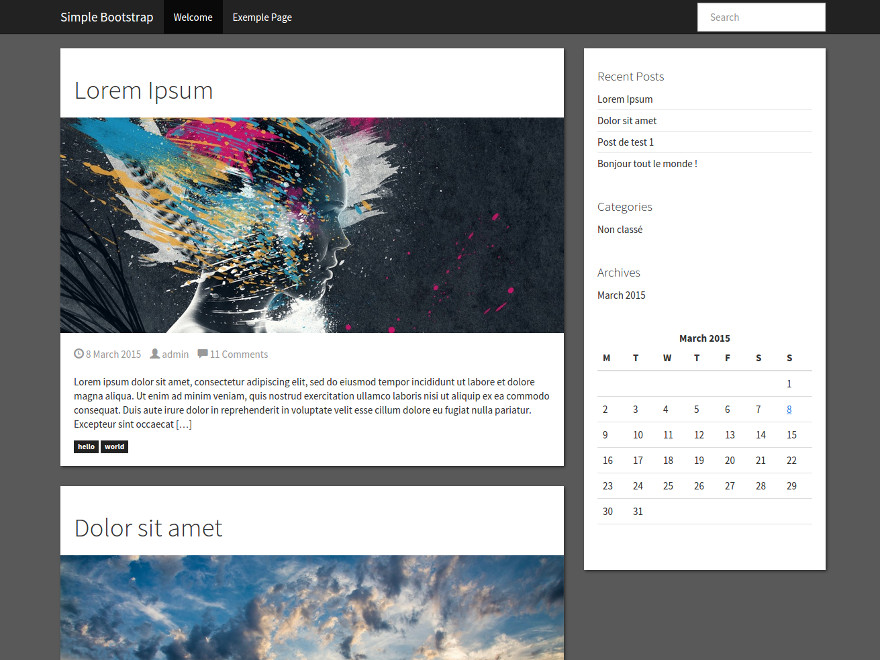 Simple Bootstrap Welcome Exemple Page Search
Lorem Ipsum
8 March 2015 admin 11 Comments
Lorem ipsum dolor sit amet, consectetur adipiscing elit, sed do eiusmod tempor incididunt ut labore et dolore
magna aliqua. Ut enim ad minim veniam, quis nostrud exercitation ullamco laboris nisi ut aliquip ex ea commodo
consequat. Duis aute irure dolor in reprehenderit in voluptate velit esse cillum dolore eu fugiat nulla pariatur.
Excepteur sint occaecat […]
hello world
Dolor sit amet
Recent Posts
Lorem Ipsum
Dolor sit amet
Post de test 1
Bonjour tout le monde !
Categories
Non classé
Archives
March 2015
March 2015
M T W T F S S
1
2 3 4 5 6 7 8
9 10 11 12 13 14 15
16 17 18 19 20 21 22
23 24 25 26 27 28 29
30 31